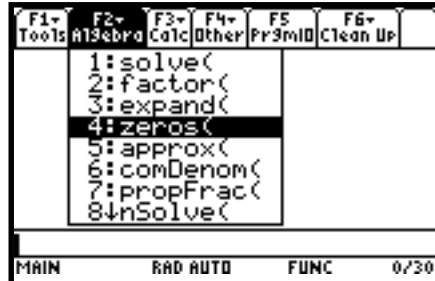 F1▾ F2▾ F3▾ F4▾ F5 F6▾
Tools Algebra Calc Other PrgmIO Clean Up
1:solve(
2:factor(
3:expand(
4:zeros(
5:approx(
6:comDenom(
7:propFrac(
8↓nSolve(
MAIN RAD AUTO FUNC 0/30